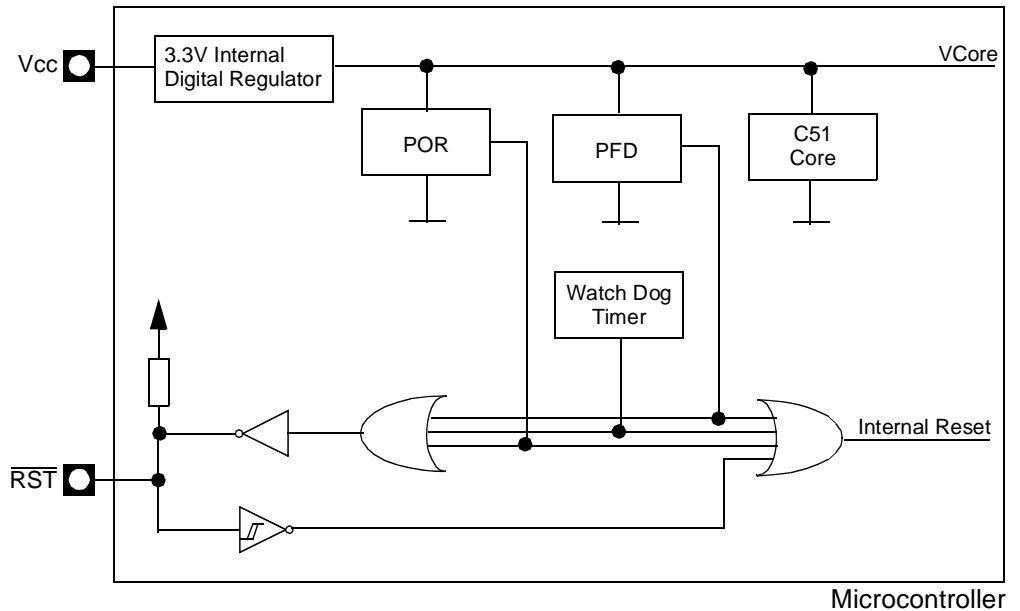 Vcc
3.3V Internal
Digital Regulator
VCore
POR
PFD
C51
Core
Watch Dog
Timer
Internal Reset
RST
Microcontroller